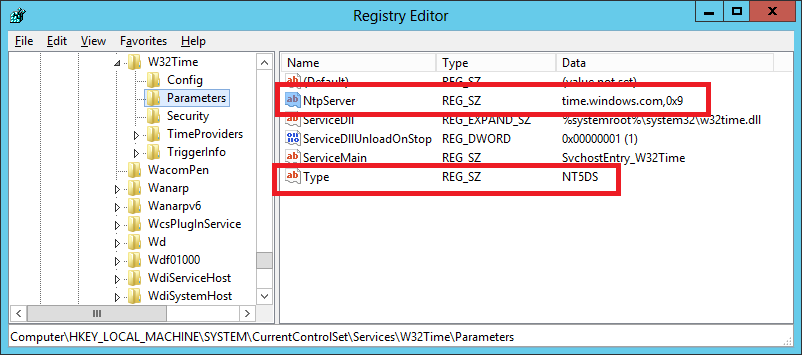 Registry Editor
File Edit View Favorites Help
W32Time
Config
Parameters
Security
TimeProviders
TriggerInfo
WacomPen
Wanarp
Wanarpv6
WcsPlugInService
Wd
Wdf01000
WdiServiceHost
WdiSystemHost
Name Type Data
(Default) REG_SZ (value not set)
NtpServer REG_SZ time.windows.com,0x9
ServiceDll REG_EXPAND_SZ %systemroot%\system32\w32time.dll
ServiceDllUnloadOnStop REG_DWORD 0x00000001 (1)
ServiceMain REG_SZ SvchostEntry_W32Time
Type REG_SZ NT5DS
Computer\HKEY_LOCAL_MACHINE\SYSTEM\CurrentControlSet\Services\W32Time\Parameters